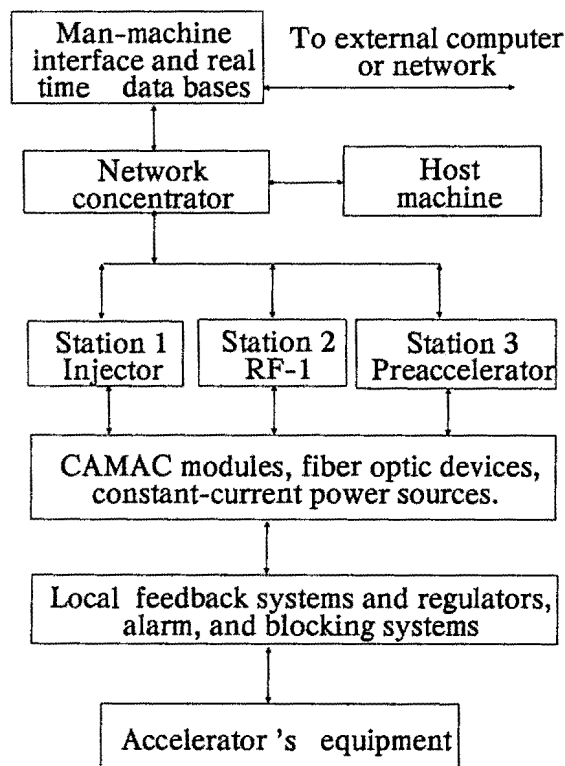 Man-machine
interface and real
time data bases
To external computer
or network
Network
concentrator
Host
machine
Station 1
Injector
Station 2
RF-1
Station 3
Preaccelerator
CAMAC modules, fiber optic devices,
constant-current power sources.
Local feedback systems and regulators,
alarm, and blocking systems
Accelerator 's equipment